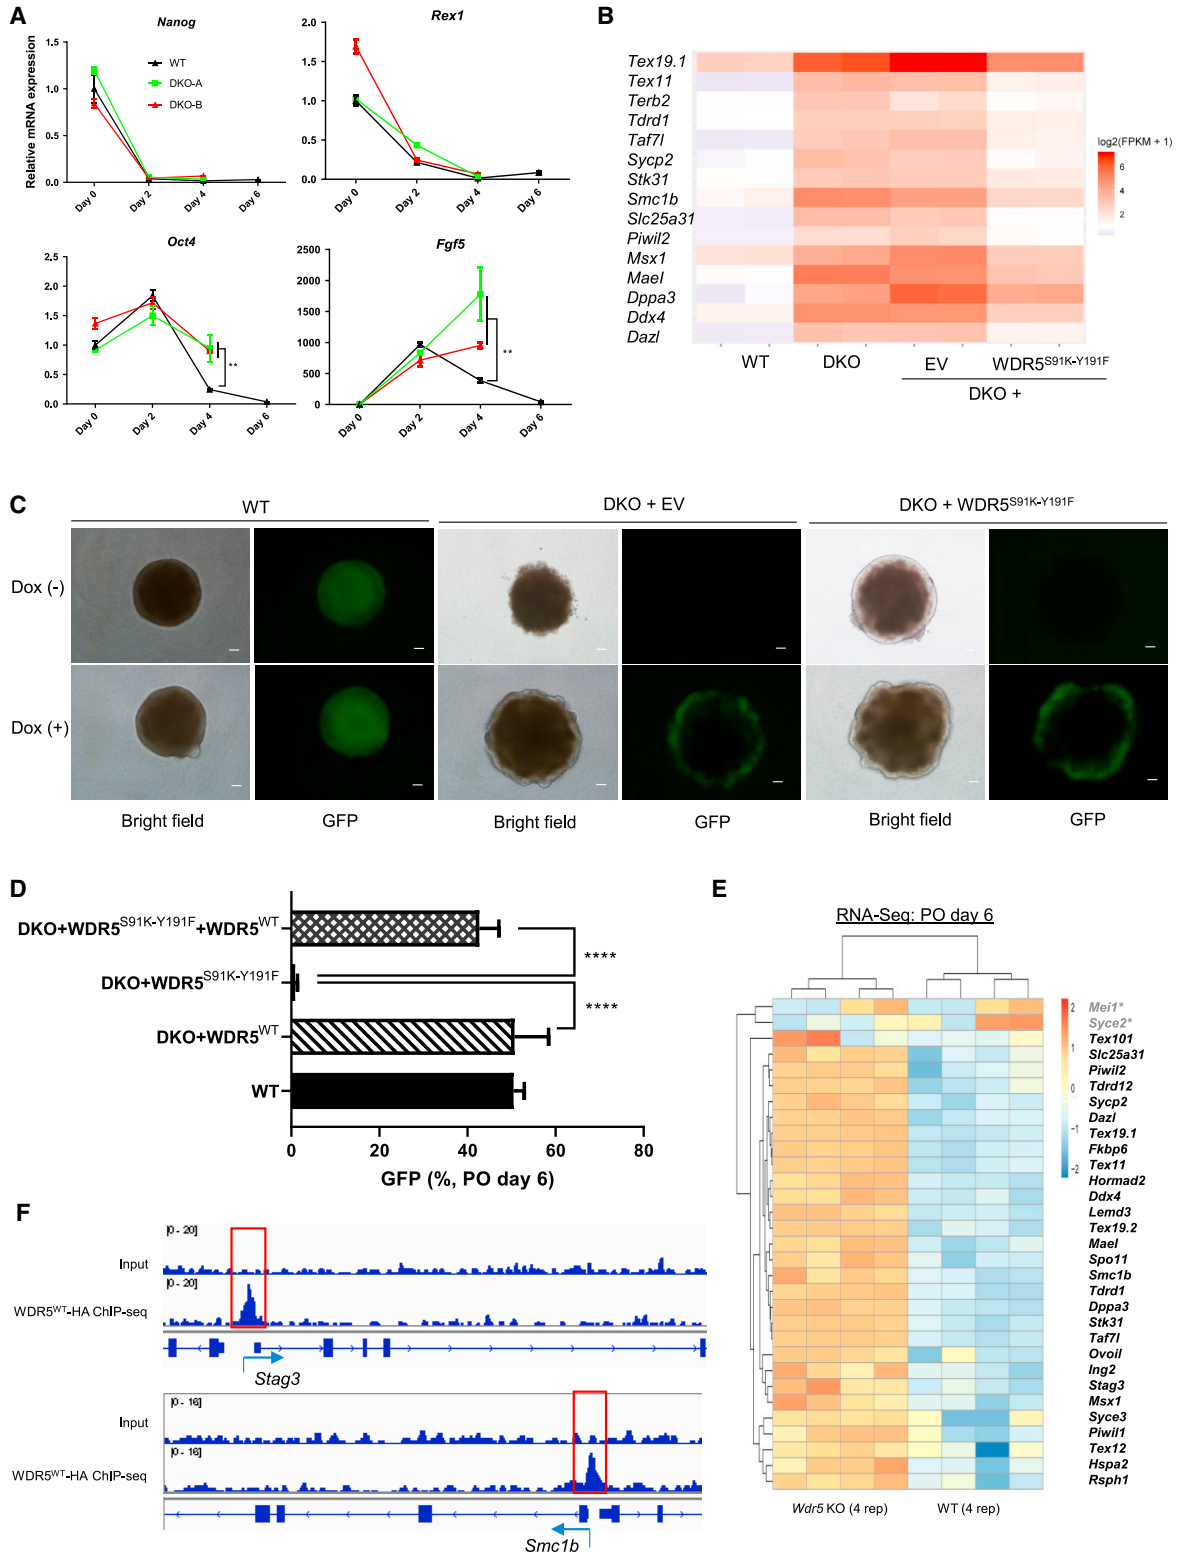 A
Nanog
Relative mRNA expression
1.5
1.0
0.5
0.0
WT
DKO-A
DKO-B
Day 0
Day 2
Day 4
Day 6
Rex1
2.0
1.5
1.0
0.5
0.0
Day 0
Day 2
Day 4
Day 6
Oct4
2.5
2.0
1.5
1.0
0.5
0.0
**
Day 0
Day 2
Day 4
Day 6
Fgf5
2500
2000
1500
1000
500
0
**
Day 0
Day 2
Day 4
Day 6
B
Tex19.1
Tex11
Terb2
Tdrd1
Taf7l
Sycp2
Stk31
Smc1b
Slc25a31
Piwil2
Msx1
Mael
Dppa3
Ddx4
Dazl
log2(FPKM + 1)
6
4
2
WT
DKO
EV
WDR5S91K-Y191F
DKO +
C
WT
DKO + EV
DKO + WDR5S91K-Y191F
Dox (-)
Dox (+)
Bright field
GFP
Bright field
GFP
Bright field
GFP
D
DKO+WDR5S91K-Y191F+WDR5WT
DKO+WDR5S91K-Y191F
DKO+WDR5WT
WT
****
****
0
20
40
60
80
GFP (%, PO day 6)
E
RNA-Seq: PO day 6
Mei1*
Syce2*
Tex101
Slc25a31
Piwil2
Tdrd12
Sycp2
Dazl
Tex19.1
Fkbp6
Tex11
Hormad2
Ddx4
Lemd3
Tex19.2
Mael
Spo11
Smc1b
Tdrd1
Dppa3
Stk31
Taf7l
Ovoil
Ing2
Stag3
Msx1
Syce3
Piwil1
Tex12
Hspa2
Rsph1
2
1
0
-1
-2
Wdr5 KO (4 rep)
WT (4 rep)
F
[0 - 20]
Input
[0 - 20]
WDR5WT-HA ChIP-seq
Stag3
[0 - 16]
Input
[0 - 16]
WDR5WT-HA ChIP-seq
Smc1b